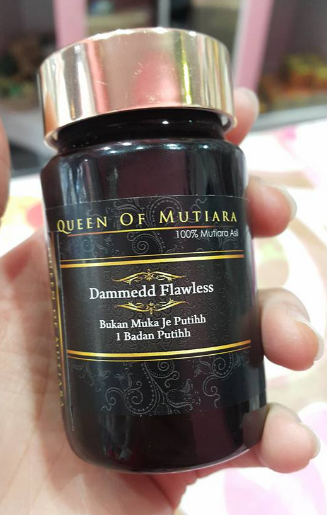 QUEEN OF MUTIARA
100% Mutiara Asli
Dammedd Flawless
Bukan Muka Je Putihh
1 Badan Putihh